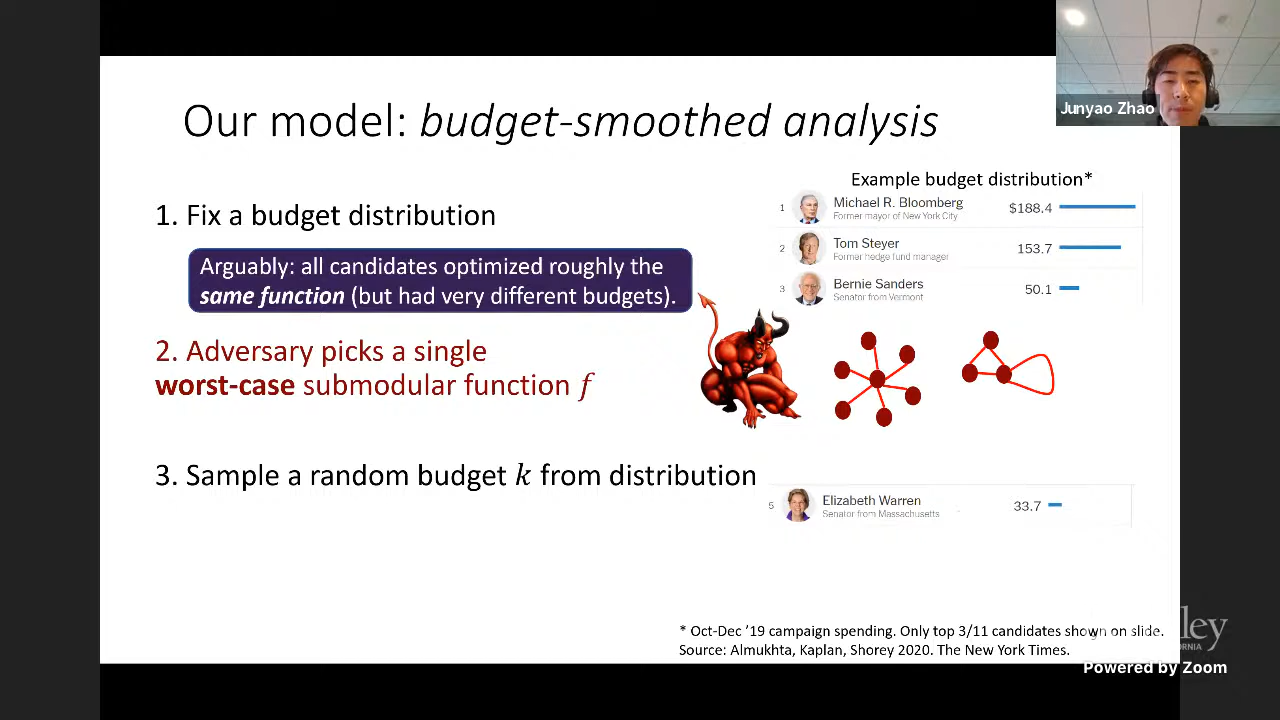 Junyao Zhao
Our model: budget-smoothed analysis
1. Fix a budget distribution
Arguably: all candidates optimized roughly the
same function (but had very different budgets).
2. Adversary picks a single
worst-case submodular function f
3. Sample a random budget k from distribution
Example budget distribution*
1 Michael R. Bloomberg $188.4
Former mayor of New York City
2 Tom Steyer 153.7
Former hedge fund manager
3 Bernie Sanders 50.1
Senator from Vermont
5 Elizabeth Warren 33.7
Senator from Massachusetts
* Oct-Dec ’19 campaign spending. Only top 3/11 candidates shown on slide.
Source: Almukhta, Kaplan, Shorey 2020. The New York Times.
Powered by Zoom